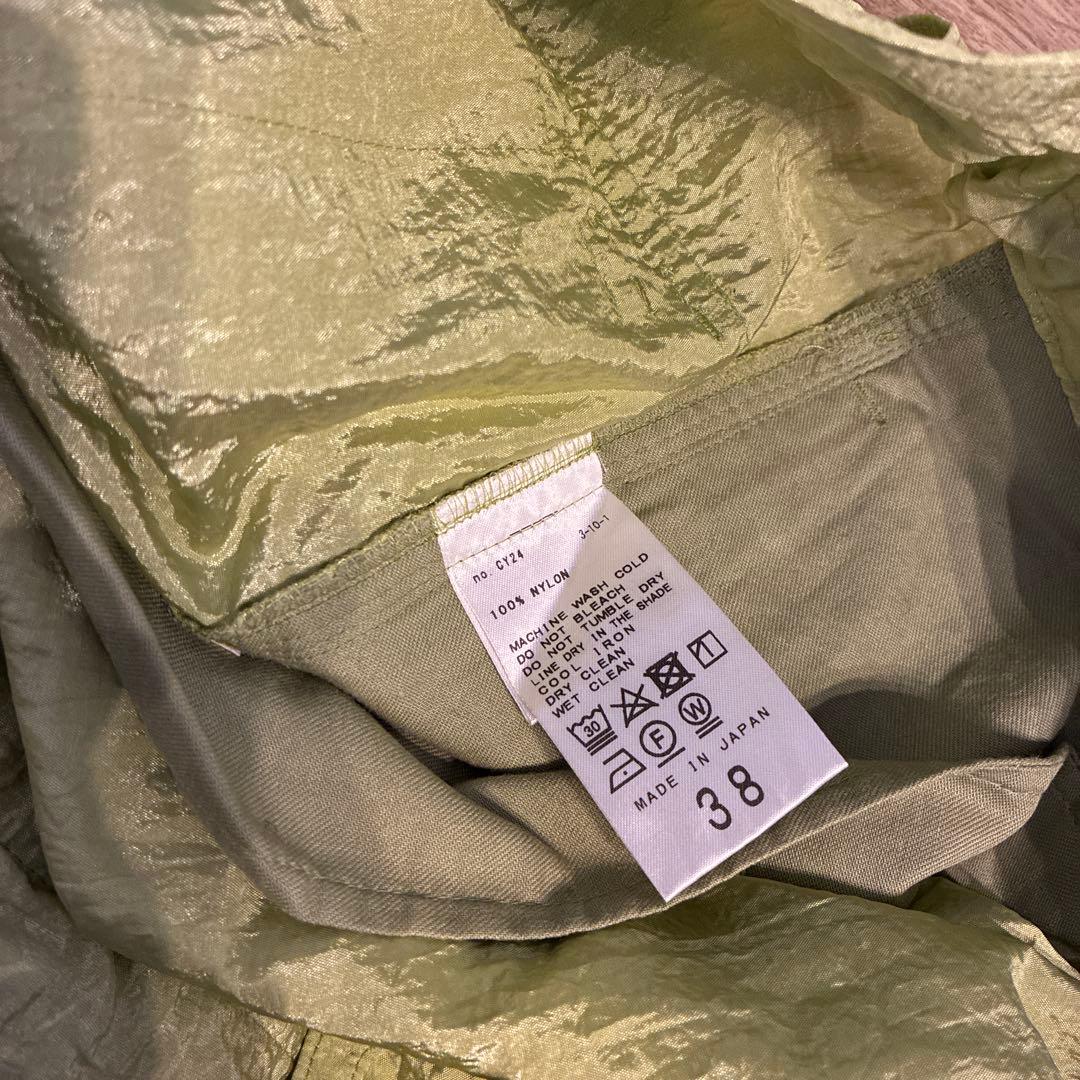 no. CY24 3-10-1
100% NYLON
MACHINE WASH COLD
DO NOT BLEACH
DO NOT TUMBLE DRY
LINE DRY IN THE SHADE
COOL IRON
DRY CLEAN
WET CLEAN
30
F W
MADE IN JAPAN
38